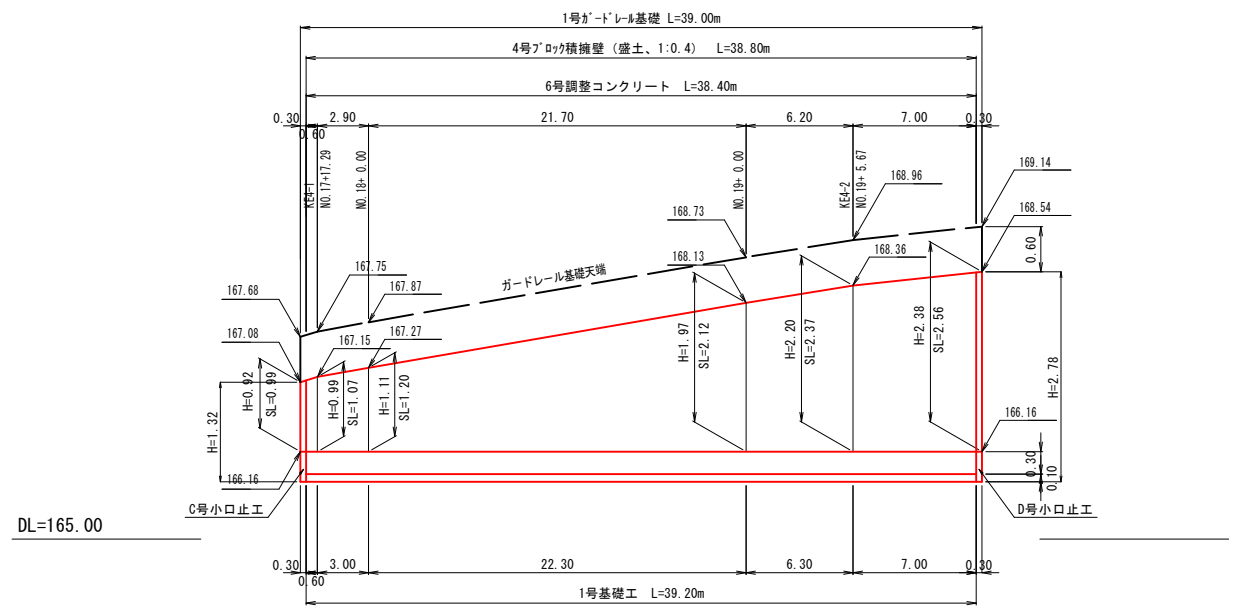 1号ｶﾞｰﾄﾞﾚｰﾙ基礎 L=39.00m
4号ﾌﾞﾛｯｸ積擁壁（盛土、1:0.4） L=38.80m
6号調整コンクリート L=38.40m
0.30
0.60
2.90
21.70
6.20
7.00
0.30
KE4-1
NO.17+17.29
NO.18+ 0.00
NO.19+ 0.00
KE4-2
NO.19+ 5.67
168.96
169.14
168.73
168.54
168.13
168.36
0.60
ガードレール基礎天端
167.75
167.87
167.68
167.08
167.15
167.27
H=0.92
SL=0.99
H=0.99
SL=1.07
H=1.11
SL=1.20
H=1.97
SL=2.12
H=2.20
SL=2.37
H=2.38
SL=2.56
H=2.78
H=1.32
166.16
166.16
0.30
0.10
C号小口止工
D号小口止工
DL=165.00
0.30
0.60
3.00
22.30
6.30
7.00
0.30
1号基礎工 L=39.20m